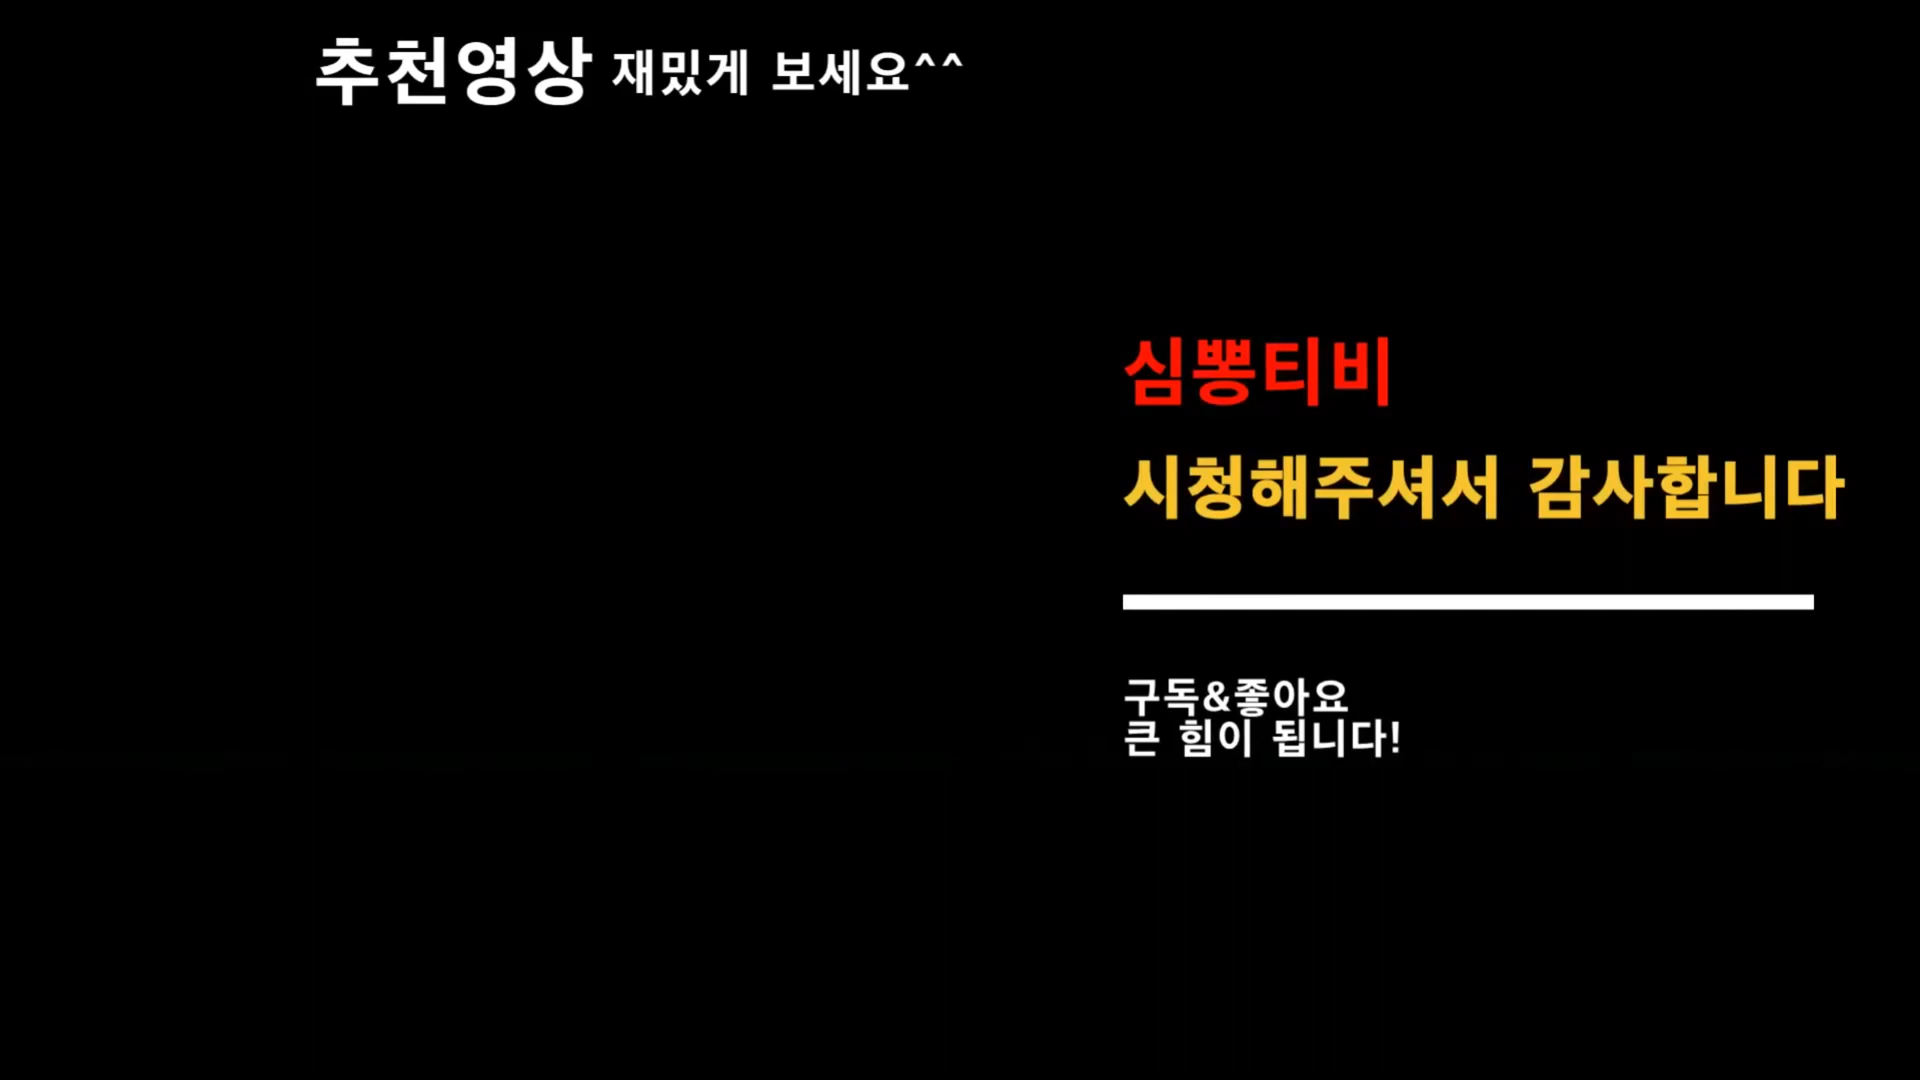 추천영상 재밌게 보세요^^
심뽕티비
시청해주셔서 감사합니다
구독&좋아요
큰 힘이 됩니다!